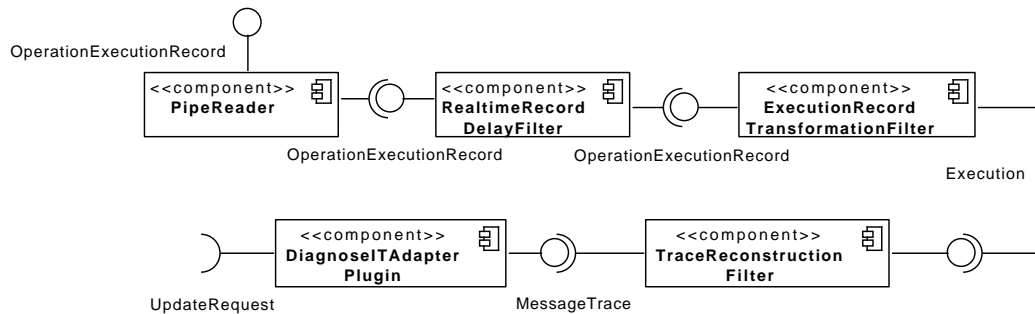 OperationExecutionRecord
<<component>>
PipeReader
<<component>>
RealtimeRecord
DelayFilter
<<component>>
ExecutionRecord
TransformationFilter
OperationExecutionRecord
OperationExecutionRecord
Execution
<<component>>
DiagnoseITAdapter
Plugin
<<component>>
TraceReconstruction
Filter
UpdateRequest
MessageTrace